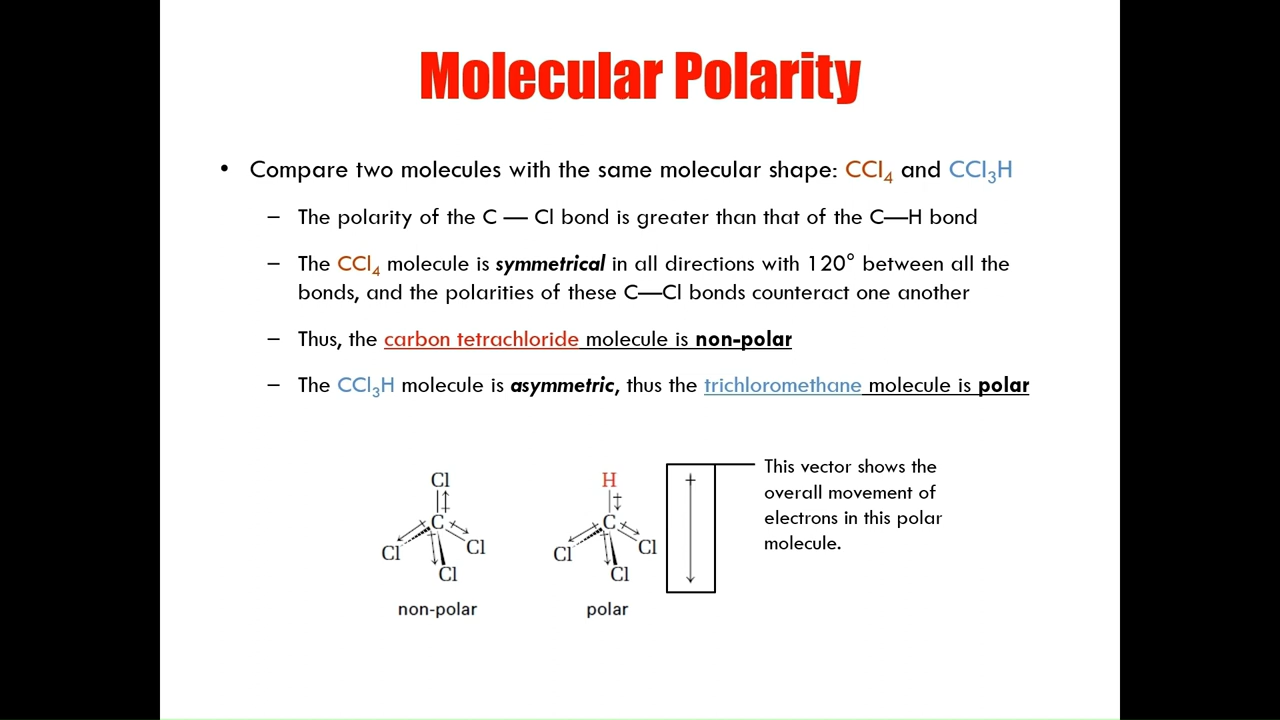 Molecular Polarity
• Compare two molecules with the same molecular shape: CCl₄ and CCl₃H
– The polarity of the C — Cl bond is greater than that of the C—H bond
– The CCl₄ molecule is symmetrical in all directions with 120° between all the
bonds, and the polarities of these C—Cl bonds counteract one another
– Thus, the carbon tetrachloride molecule is non-polar
– The CCl₃H molecule is asymmetric, thus the trichloromethane molecule is polar
Cl
C
Cl
Cl
Cl
non-polar
H
C
Cl
Cl
Cl
polar
This vector shows the
overall movement of
electrons in this polar
molecule.